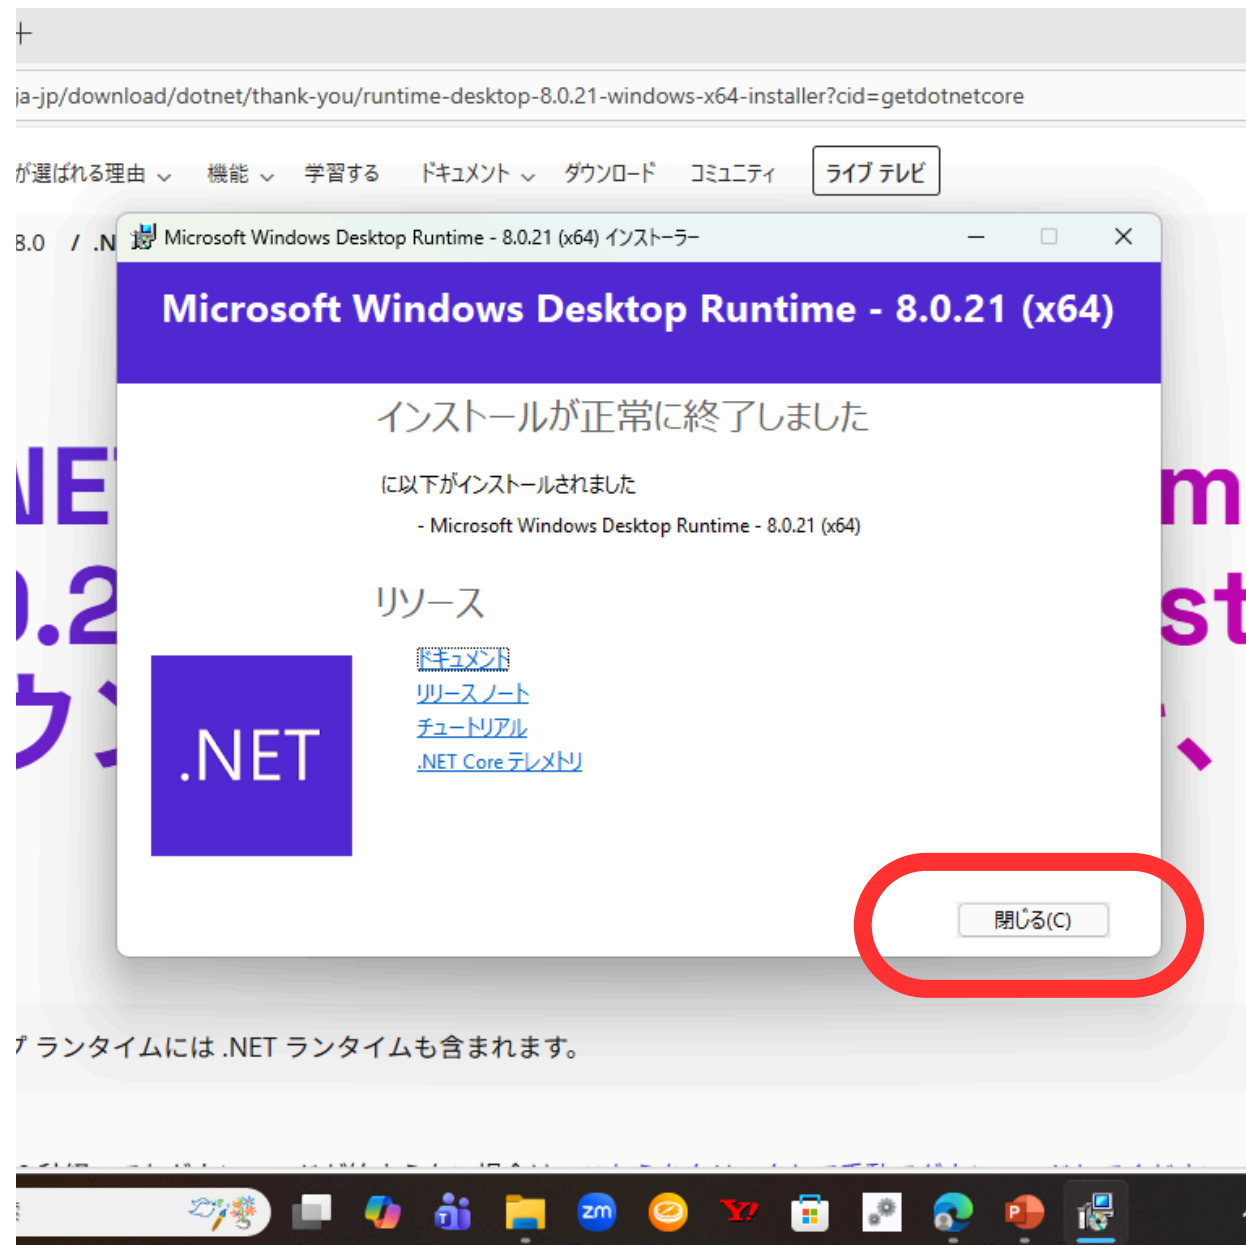 ja-jp/download/dotnet/thank-you/runtime-desktop-8.0.21-windows-x64-installer?cid=getdotnetcore
が選ばれる理由 機能 学習する ドキュメント ダウンロード コミュニティ ライブ テレビ
8.0 / .N
Microsoft Windows Desktop Runtime - 8.0.21 (x64) インストーラー
Microsoft Windows Desktop Runtime - 8.0.21 (x64)
インストールが正常に終了しました
に以下がインストールされました
- Microsoft Windows Desktop Runtime - 8.0.21 (x64)
リソース
ドキュメント
リリース ノート
チュートリアル
.NET Core テレメトリ
.NET
閉じる(C)
プ ランタイムには .NET ランタイムも含まれます。
zm
Y!
P